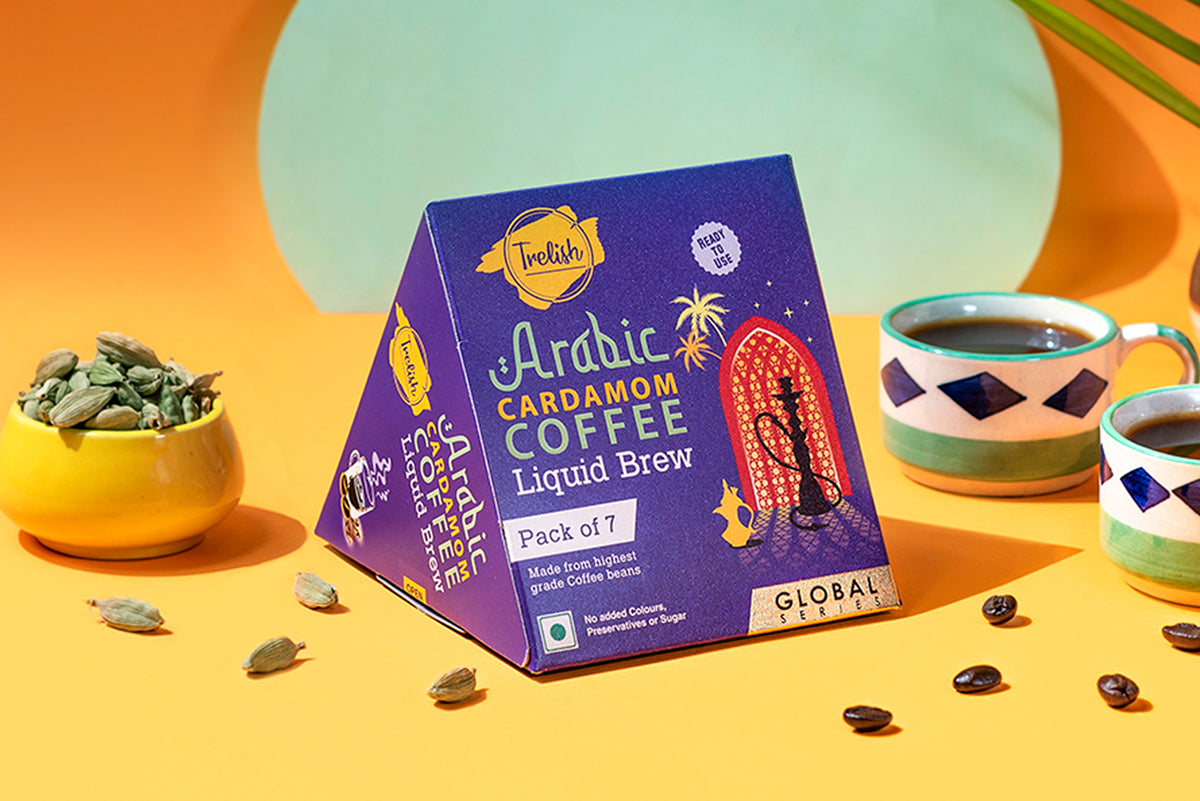 Trelish
READY
TO
USE
Arabic
CARDAMOM
COFFEE
Liquid Brew
Pack of 7
Made from highest
grade Coffee beans
No added Colours,
Preservatives or Sugar
GLOBAL
SERIES
Trelish
Arabic
CARDAMOM
COFFEE
Liquid Brew
OPEN